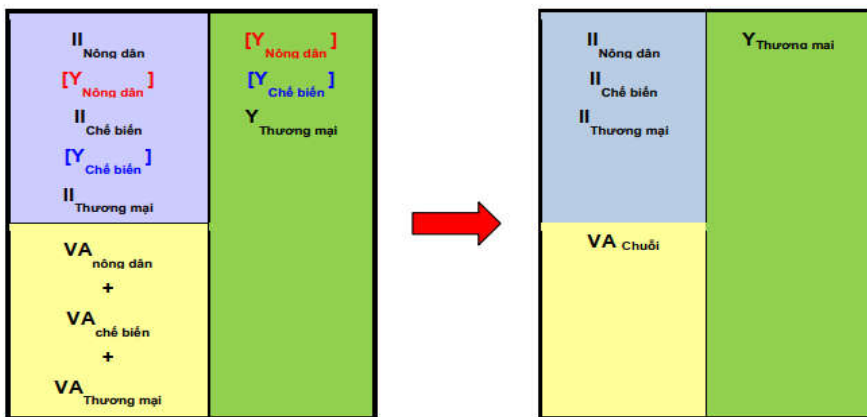 II Nông dân
[Y Nông dân ]
II Chế biến
[Y Chế biến ]
II Thương mại
VA nông dân
+
VA chế biến
+
VA Thương mại
[Y Nông dân ]
[Y Chế biến ]
Y Thương mại
II Nông dân
II Chế biến
II Thương mại
VA Chuỗi
Y Thương mai